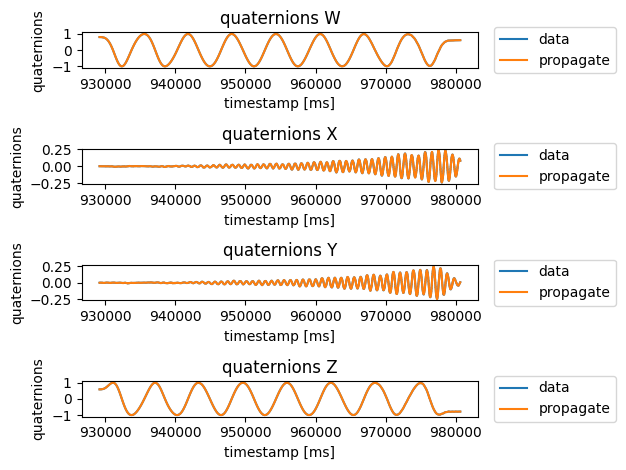 quaternions W
quaternions
1
0
−1
data
propagate
930000 940000 950000 960000 970000 980000
timestamp [ms]
quaternions X
quaternions
0.25
0.00
−0.25
data
propagate
930000 940000 950000 960000 970000 980000
timestamp [ms]
quaternions Y
quaternions
0.25
0.00
−0.25
data
propagate
930000 940000 950000 960000 970000 980000
timestamp [ms]
quaternions Z
quaternions
1
0
−1
data
propagate
930000 940000 950000 960000 970000 980000
timestamp [ms]